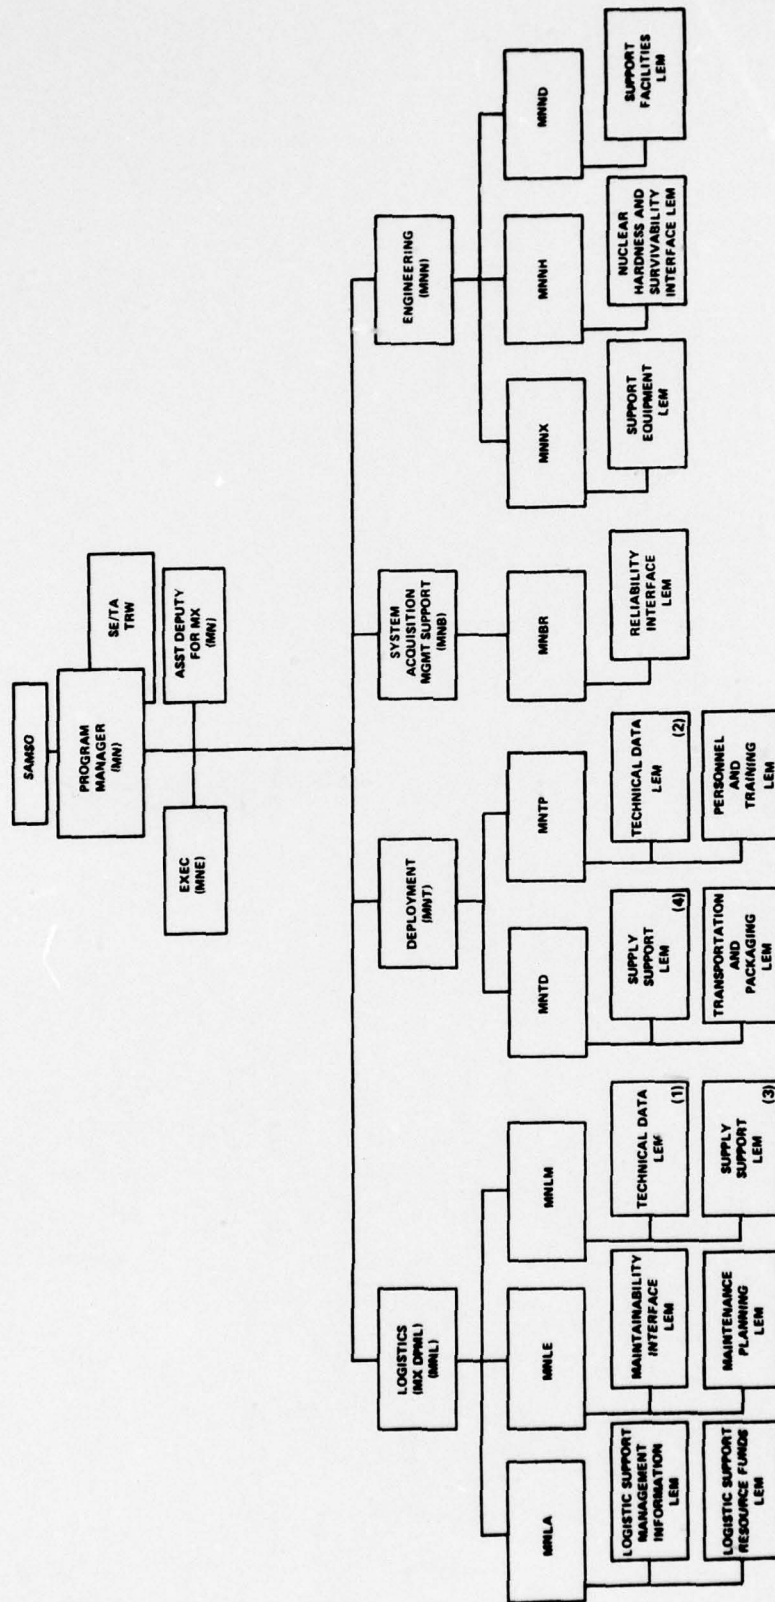 SAMSO
PROGRAM
MANAGER
(MN)
SE/TA
TRW
EXEC
(MNE)
ASST DEPUTY
FOR MX
(MN)
LOGISTICS
(MX DPML)
(MNL)
DEPLOYMENT
(MNT)
SYSTEM
ACQUISITION
MGMT SUPPORT
(MNB)
ENGINEERING
(MNN)
MNLA
MNLE
MNLM
MNTD
MNTP
MNBR
MNNX
MNNH
MNND
LOGISTIC SUPPORT
MANAGEMENT
INFORMATION
LEM
MAINTAINABILITY
INTERFACE
LEM
TECHNICAL DATA
LEM
(1)
SUPPLY
SUPPORT
LEM
(4)
TECHNICAL DATA
LEM
(2)
RELIABILITY
INTERFACE
LEM
SUPPORT
EQUIPMENT
LEM
NUCLEAR
HARDNESS AND
SURVIVABILITY
INTERFACE LEM
SUPPORT
FACILITIES
LEM
LOGISTIC SUPPORT
RESOURCE FUNDS
LEM
MAINTENANCE
PLANNING
LEM
SUPPLY
SUPPORT
LEM
(3)
TRANSPORTATION
AND
PACKAGING
LEM
PERSONNEL
AND
TRAINING
LEM